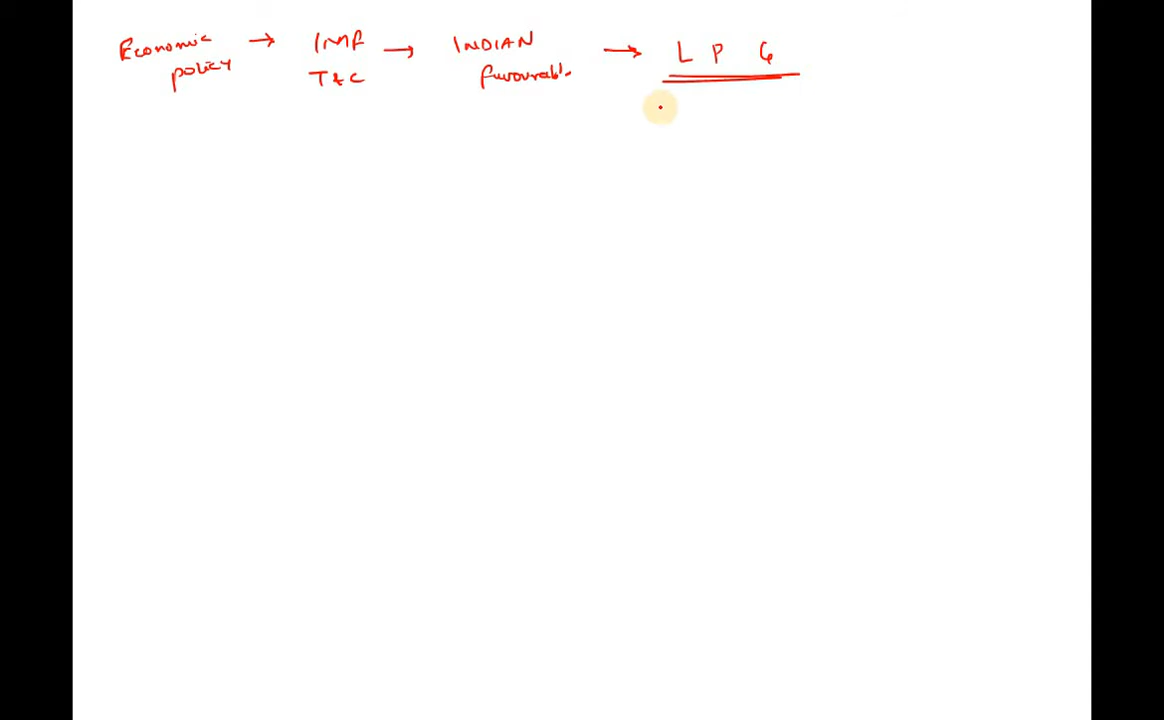 Economic → IMF → INDIAN → L P G
policy T & C favourable